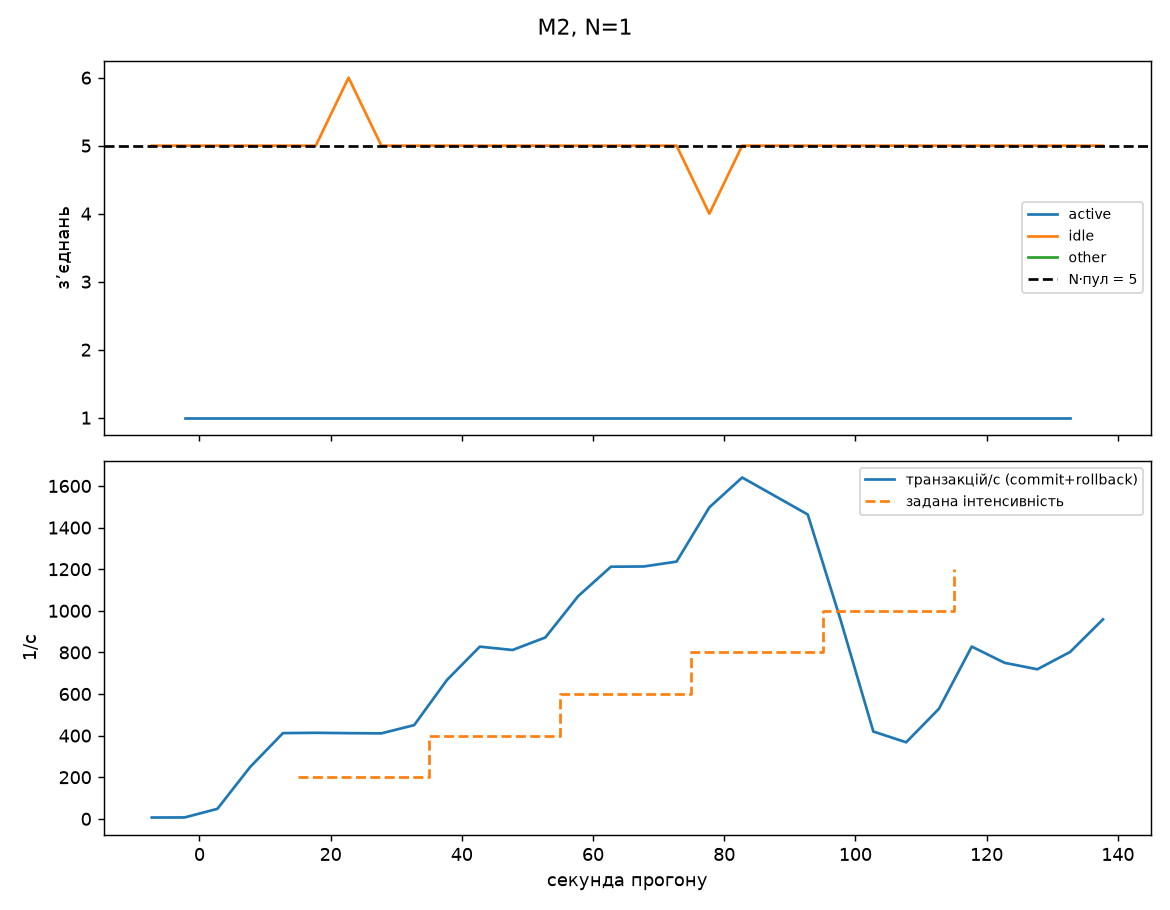 M2, N=1
6
5
4
3
2
1
з’єднань
active
idle
other
N·пул = 5
1600
1400
1200
1000
800
600
400
200
0
1/с
транзакцій/с (commit+rollback)
задана інтенсивність
0 20 40 60 80 100 120 140
секунда прогону